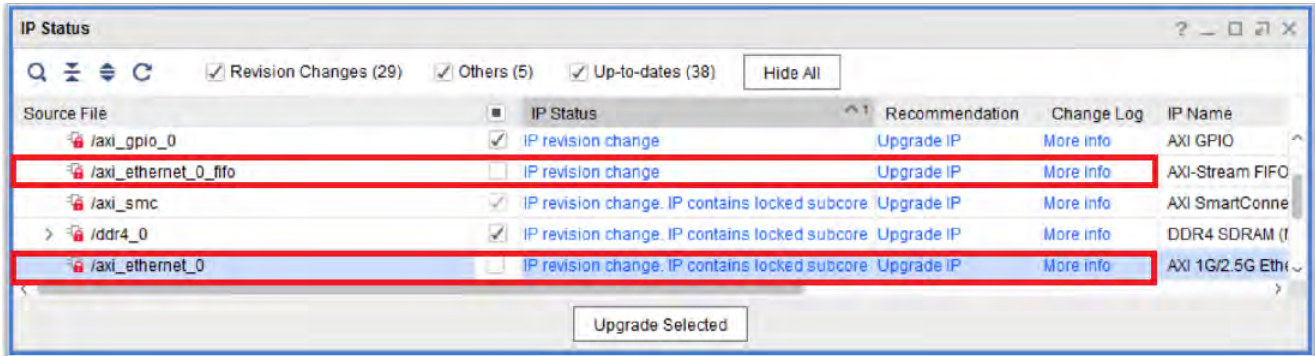 IP Status
Revision Changes (29) Others (5) Up-to-dates (38) Hide All
Source File IP Status 1 Recommendation Change Log IP Name
/axi_gpio_0 IP revision change Upgrade IP More info AXI GPIO
/axi_ethernet_0_fifo IP revision change Upgrade IP More info AXI-Stream FIFO
/axi_smc IP revision change. IP contains locked subcore Upgrade IP More info AXI SmartConne
/ddr4_0 IP revision change. IP contains locked subcore Upgrade IP More info DDR4 SDRAM (
/axi_ethernet_0 IP revision change. IP contains locked subcore Upgrade IP More info AXI 1G/2.5G Ethe
Upgrade Selected